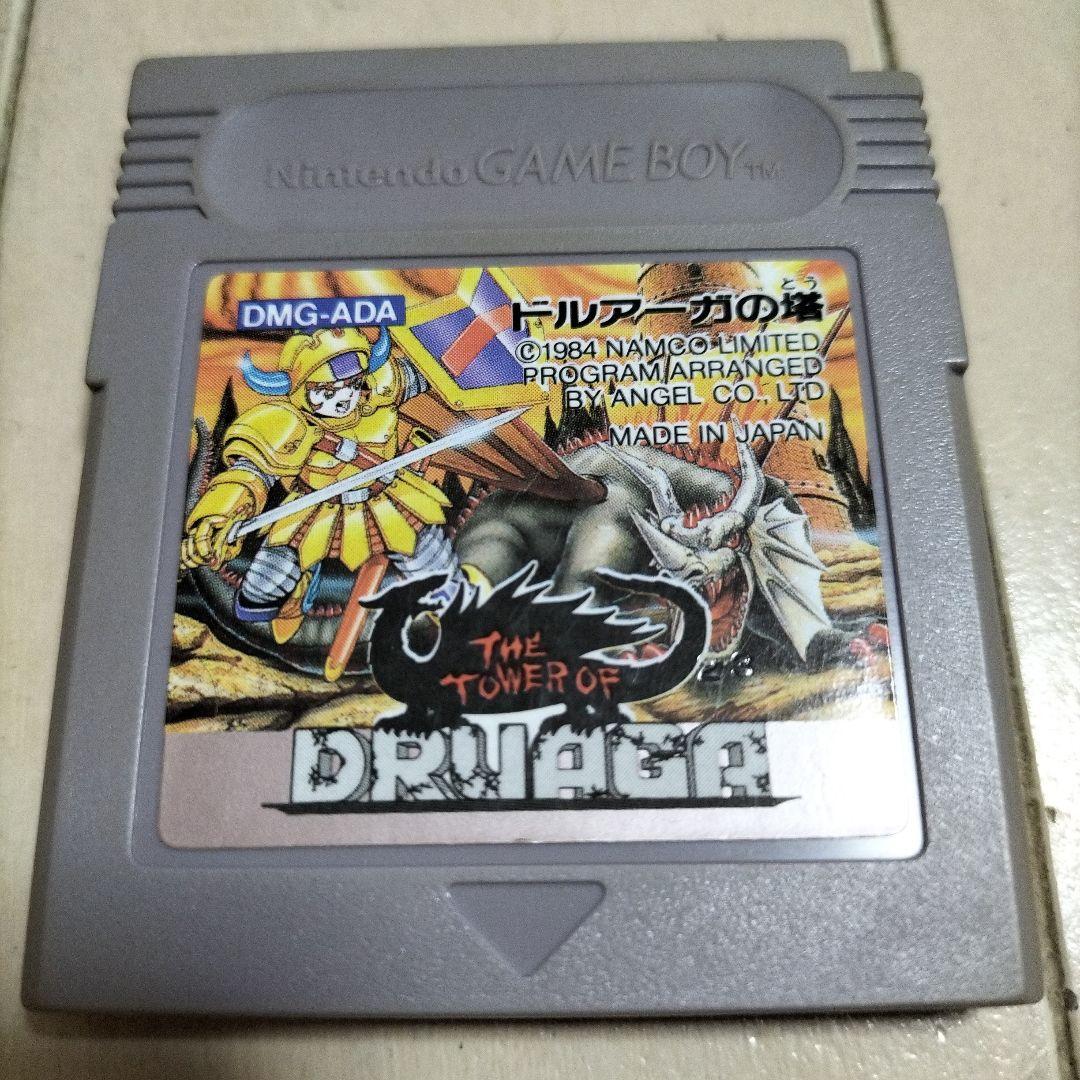 Nintendo GAME BOY™
DMG-ADA
とう
ドルアーガの塔
©1984 NAMCO LIMITED
PROGRAM ARRANGED
BY ANGEL CO., LTD
MADE IN JAPAN
THE
TOWER OF
DRUAGA